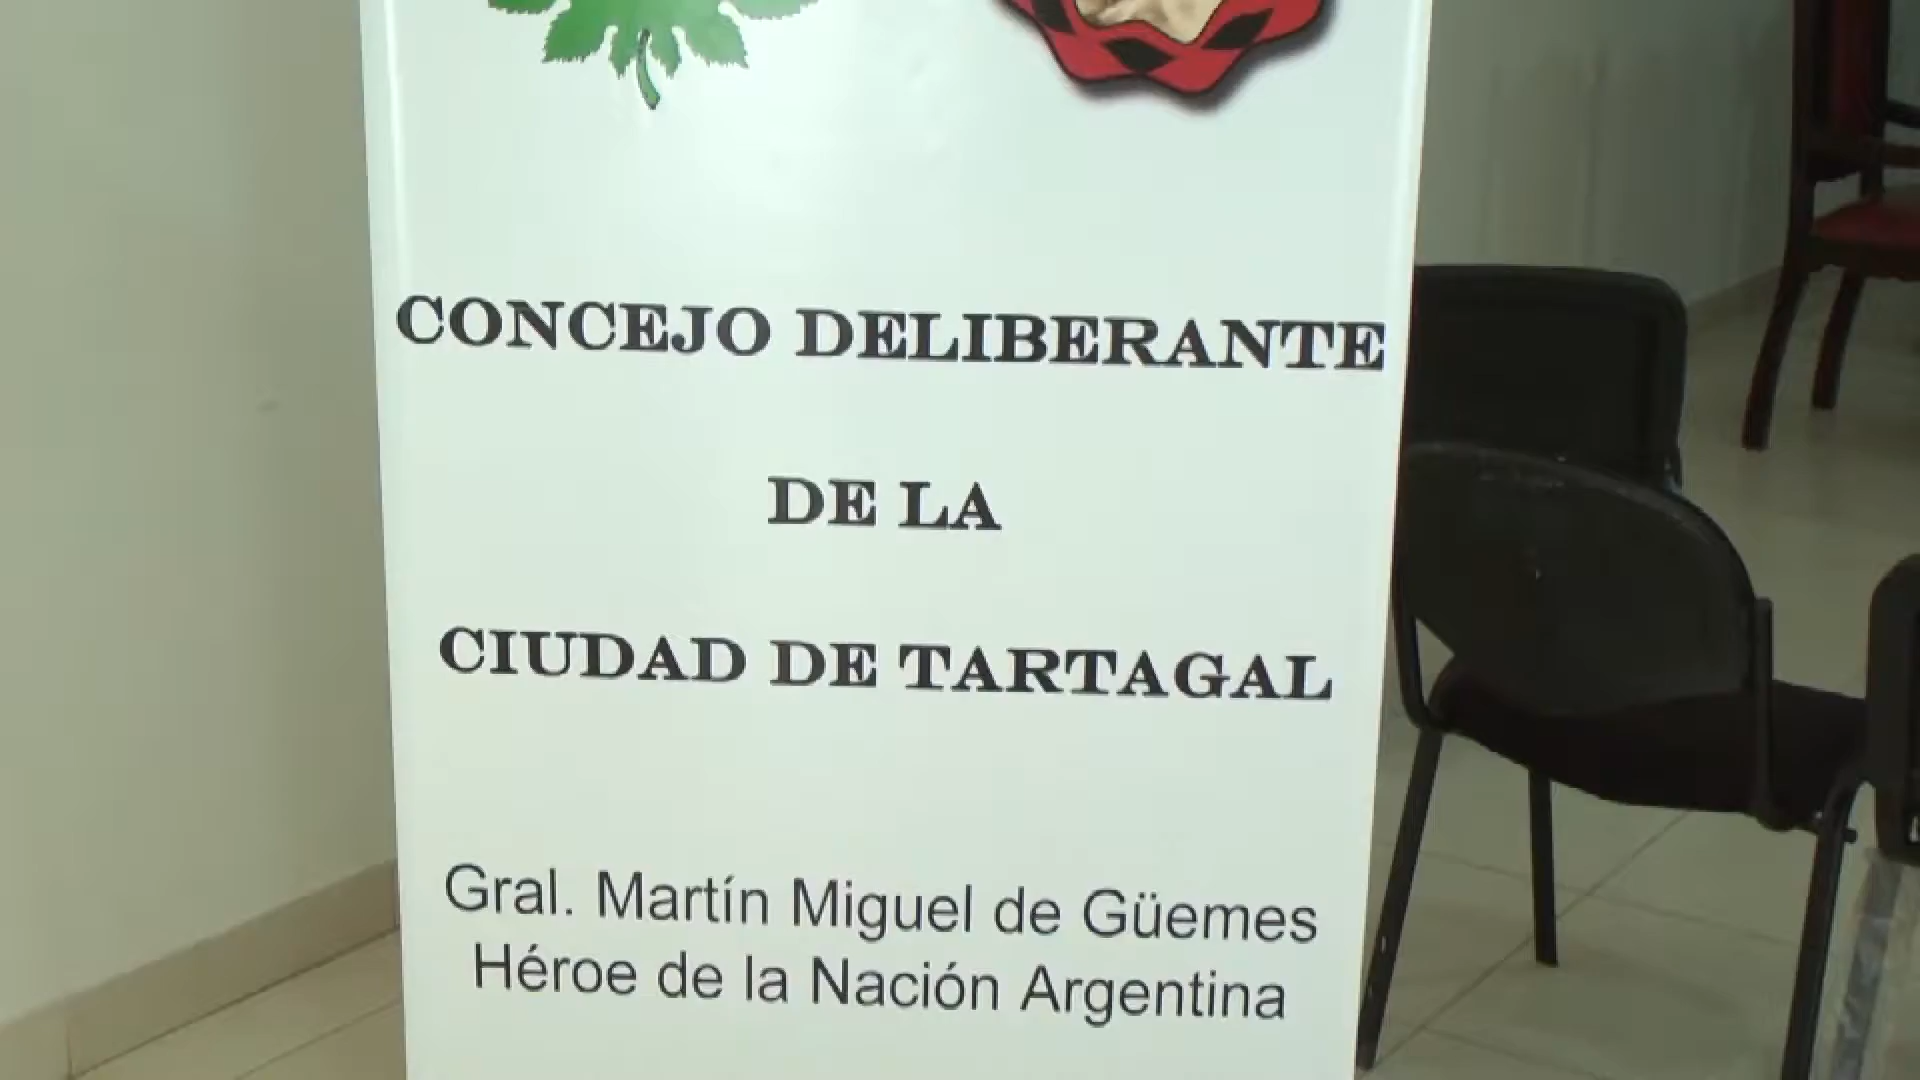 CONCEJO DELIBERANTE
DE LA
CIUDAD DE TARTAGAL
Gral. Martín Miguel de Güemes
Héroe de la Nación Argentina